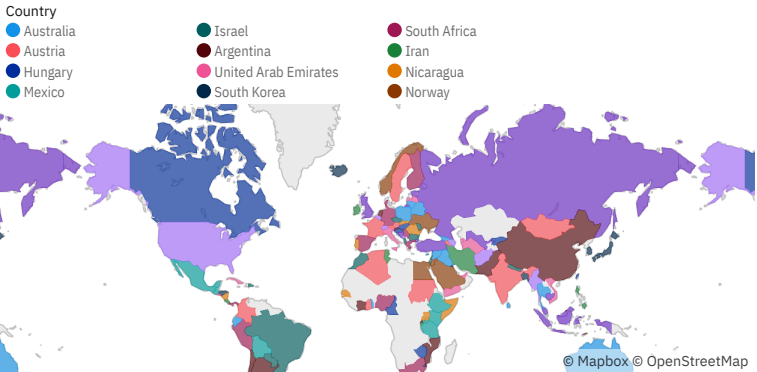 Country
Australia
Israel
South Africa
Austria
Argentina
Iran
Hungary
United Arab Emirates
Nicaragua
Mexico
South Korea
Norway
© Mapbox © OpenStreetMap